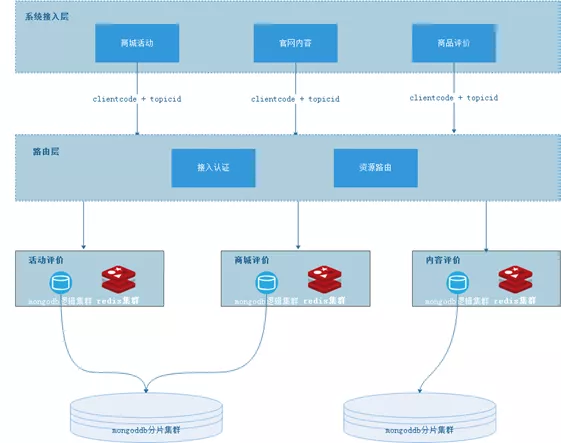 系统接入层
商城活动
官网内容
商品评价
clientcode + topicid
clientcode + topicid
clientcode + topicid
路由层
接入认证
资源路由
活动评价
mongodb逻辑集群 redis集群
商城评价
mongodb逻辑集群 redis集群
内容评价
mongodb逻辑集群 redis集群
mongoddb分片集群
mongoddb分片集群